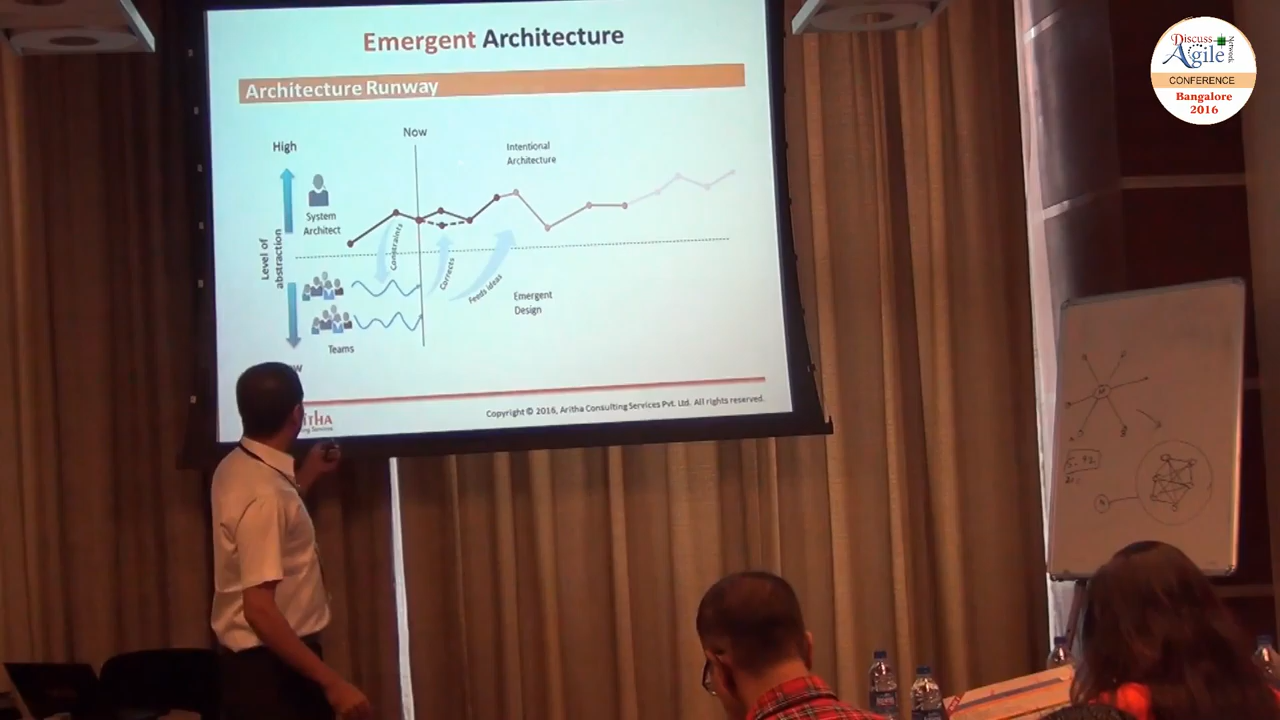 Emergent Architecture
Architecture Runway
Now
High
Intentional
Architecture
System
Architect
Level of
abstraction
Constraints
Corrects
Feeds ideas
Emergent
Design
Teams
Copyright © 2016, Aritha Consulting Services Pvt. Ltd. All rights reserved.
Discuss
Agile
Network
CONFERENCE
Bangalore
2016